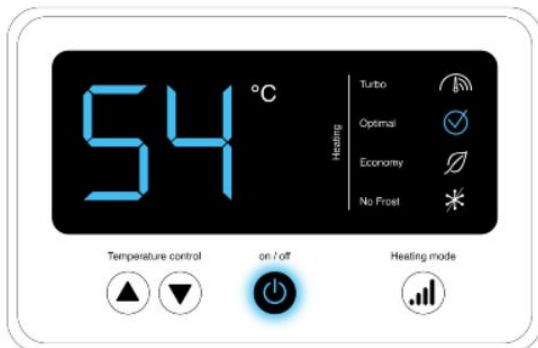 54 °C
Turbo
Optimal
Heating
Economy
No Frost
Temperature control
on / off
Heating mode